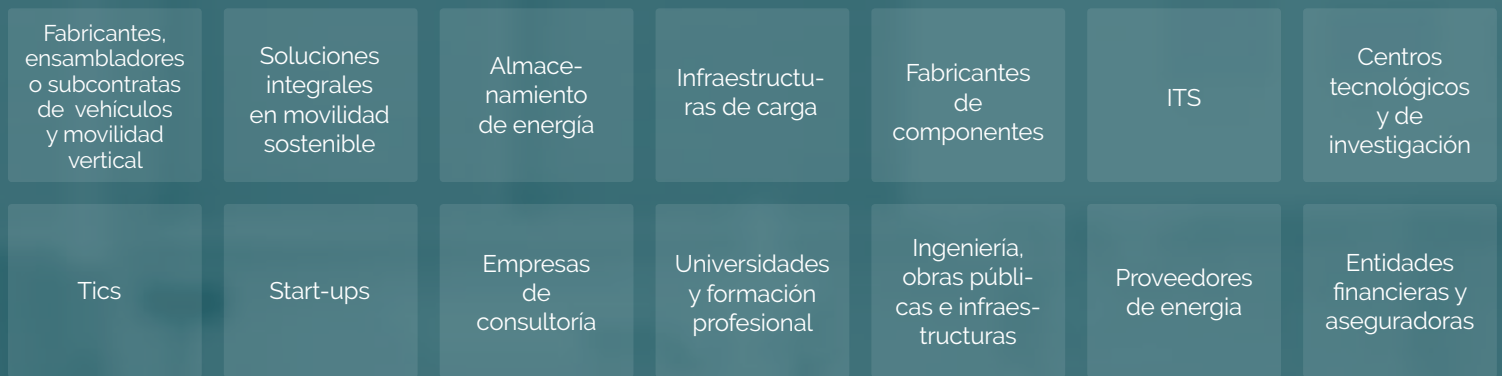 Fabricantes,
ensambladores
o subcontratas
de vehículos
y movilidad
vertical
Soluciones
integrales
en movilidad
sostenible
Almace-
namiento
de energía
Infraestructu-
ras de carga
Fabricantes
de
componentes
ITS
Centros
tecnológicos
y de
investigación
Tics
Start-ups
Empresas
de
consultoría
Universidades
y formación
profesional
Ingeniería,
obras públi-
cas e infraes-
tructuras
Proveedores
de energia
Entidades
financieras y
aseguradoras